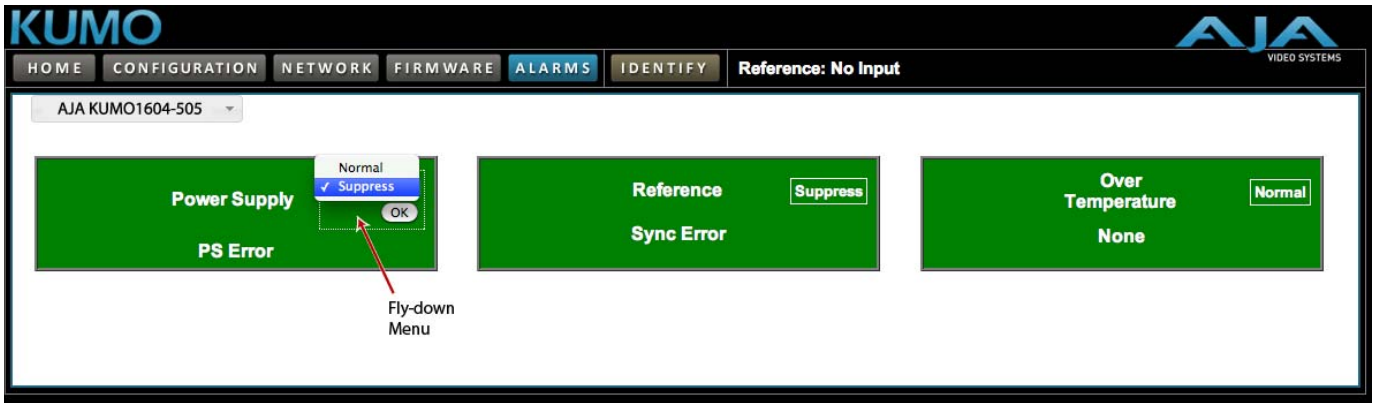 KUMO
AJA
VIDEO SYSTEMS
HOME CONFIGURATION NETWORK FIRMWARE ALARMS IDENTIFY Reference: No Input
AJA KUMO1604-505
Power Supply
Normal
✓ Suppress
OK
PS Error
Reference
Suppress
Sync Error
Over
Temperature
Normal
None
Fly-down
Menu